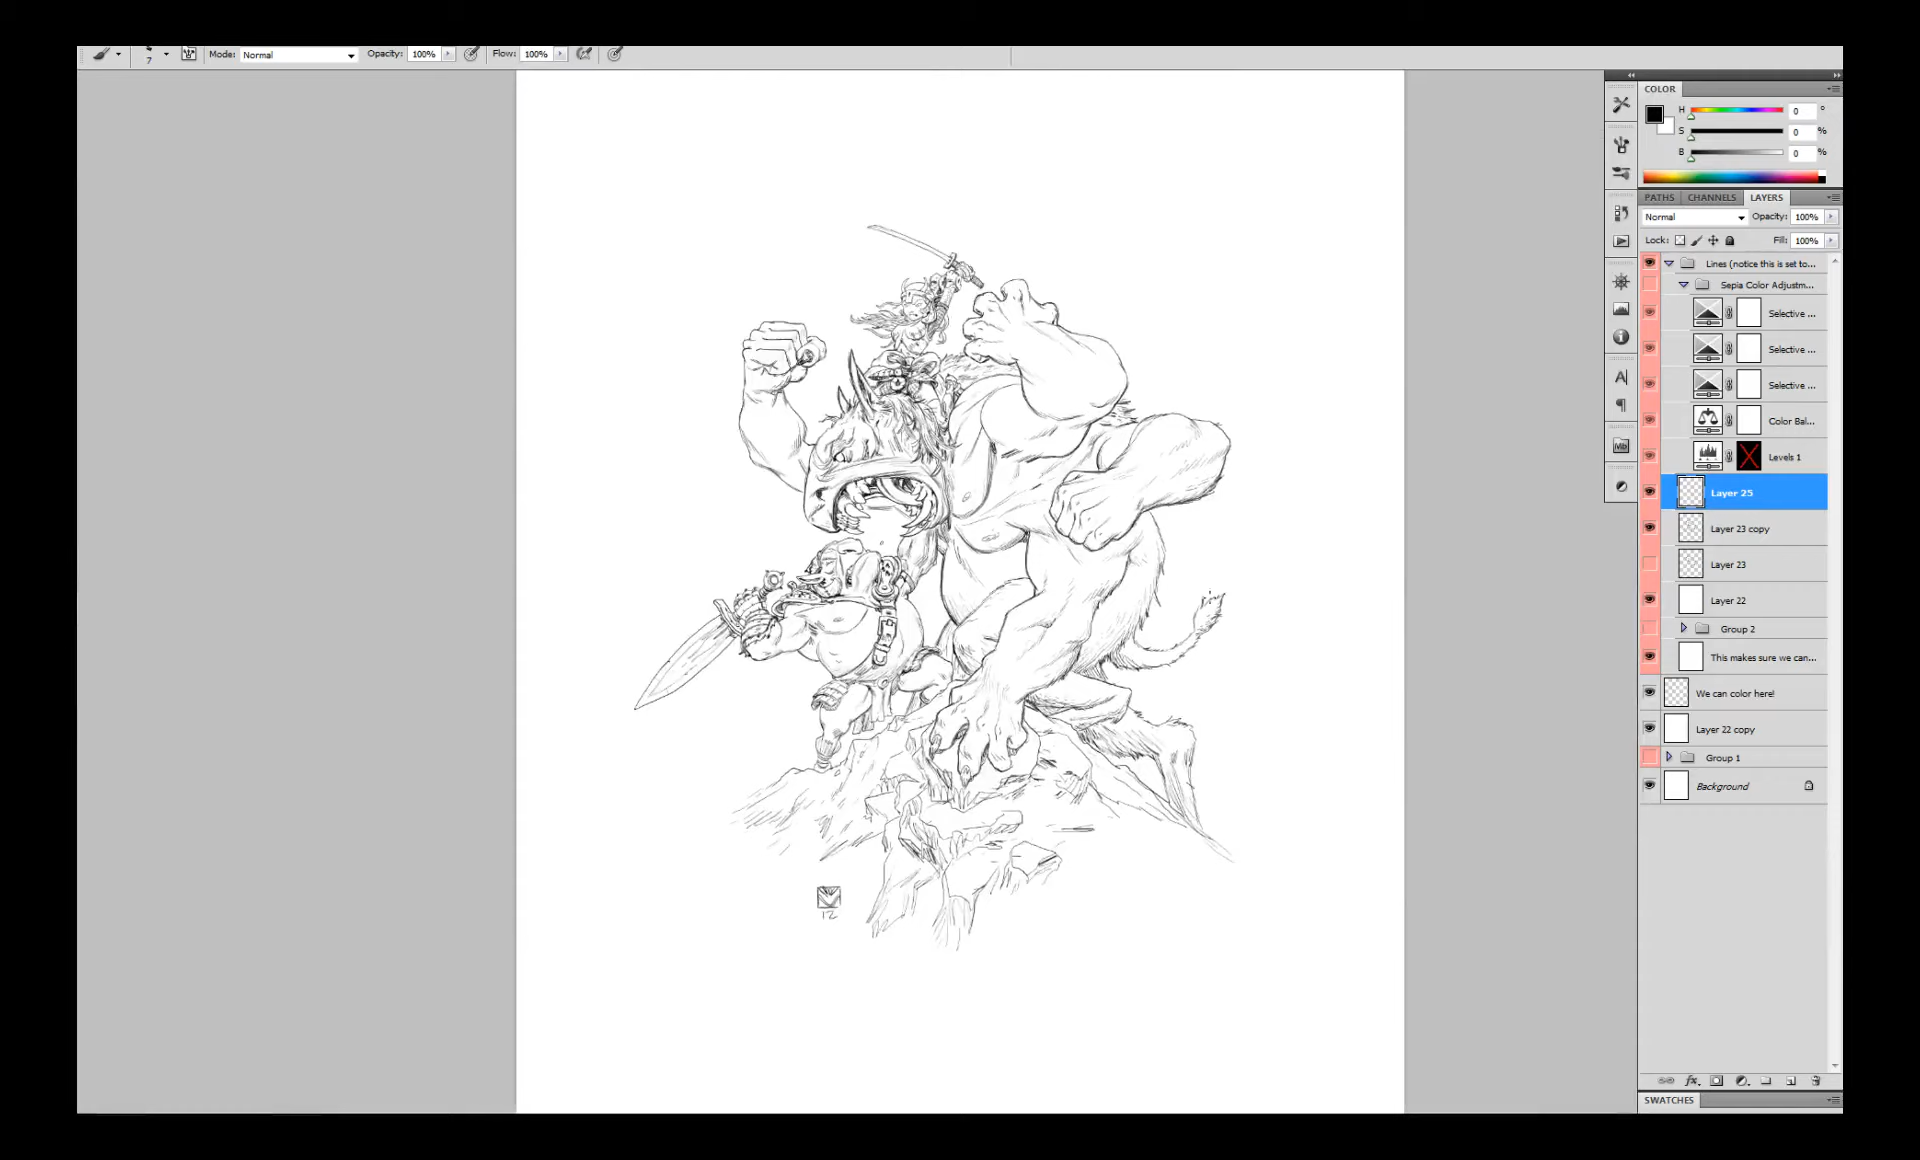 7 Mode: Normal Opacity: 100% Flow: 100%
COLOR
H 0 °
S 0 %
B 0 %
PATHS CHANNELS LAYERS
Normal Opacity: 100%
Lock: Fill: 100%
Lines (notice this is set to...
Sepia Color Adjustm...
Selective ...
Selective ...
Selective ...
Color Bal...
Levels 1
Layer 25
Layer 23 copy
Layer 23
Layer 22
Group 2
This makes sure we can...
We can color here!
Layer 22 copy
Group 1
Background
SWATCHES
A
Mb
fx
12